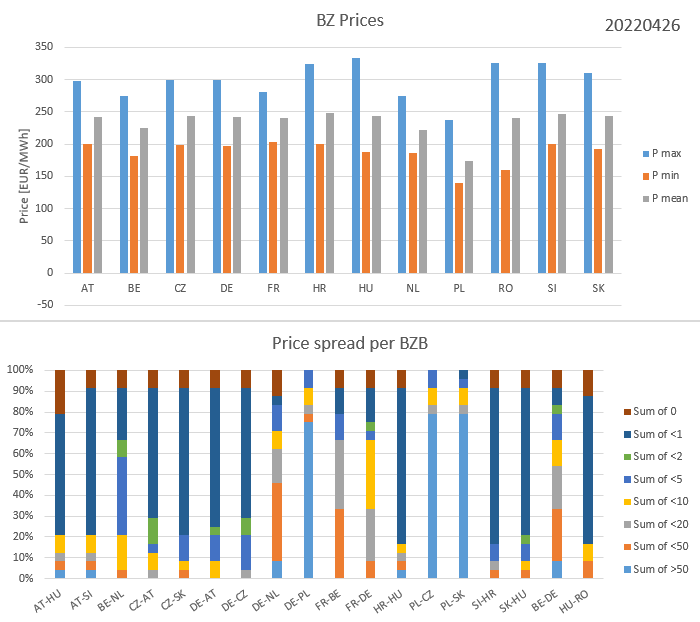 BZ Prices
20220426
350
300
250
200
150
100
50
0
-50
Price [EUR/MWh]
AT BE CZ DE FR HR HU NL PL RO SI SK
P max
P min
P mean
Price spread per BZB
100%
90%
80%
70%
60%
50%
40%
30%
20%
10%
0%
AT-HU AT-SI BE-NL CZ-AT CZ-SK DE-AT DE-CZ DE-NL DE-PL FR-BE FR-DE HR-HU PL-CZ PL-SK SI-HR SK-HU BE-DE HU-RO
Sum of 0
Sum of <1
Sum of <2
Sum of <5
Sum of <10
Sum of <20
Sum of <50
Sum of >50